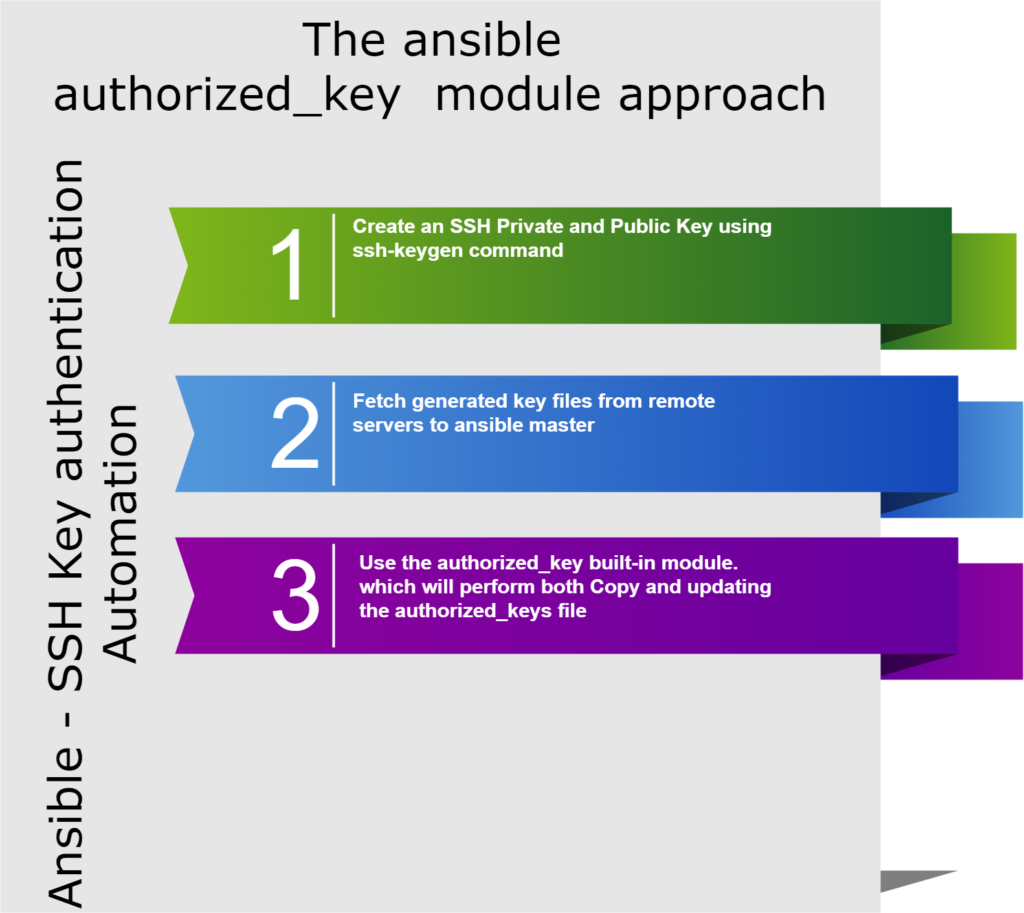 The ansible
authorized_key  module approach
Ansible - SSH Key authentication
Automation
1
Create an SSH Private and Public Key using
ssh-keygen command
2
Fetch generated key files from remote
servers to ansible master
3
Use the authorized_key built-in module.
which will perform both Copy and updating
the authorized_keys file